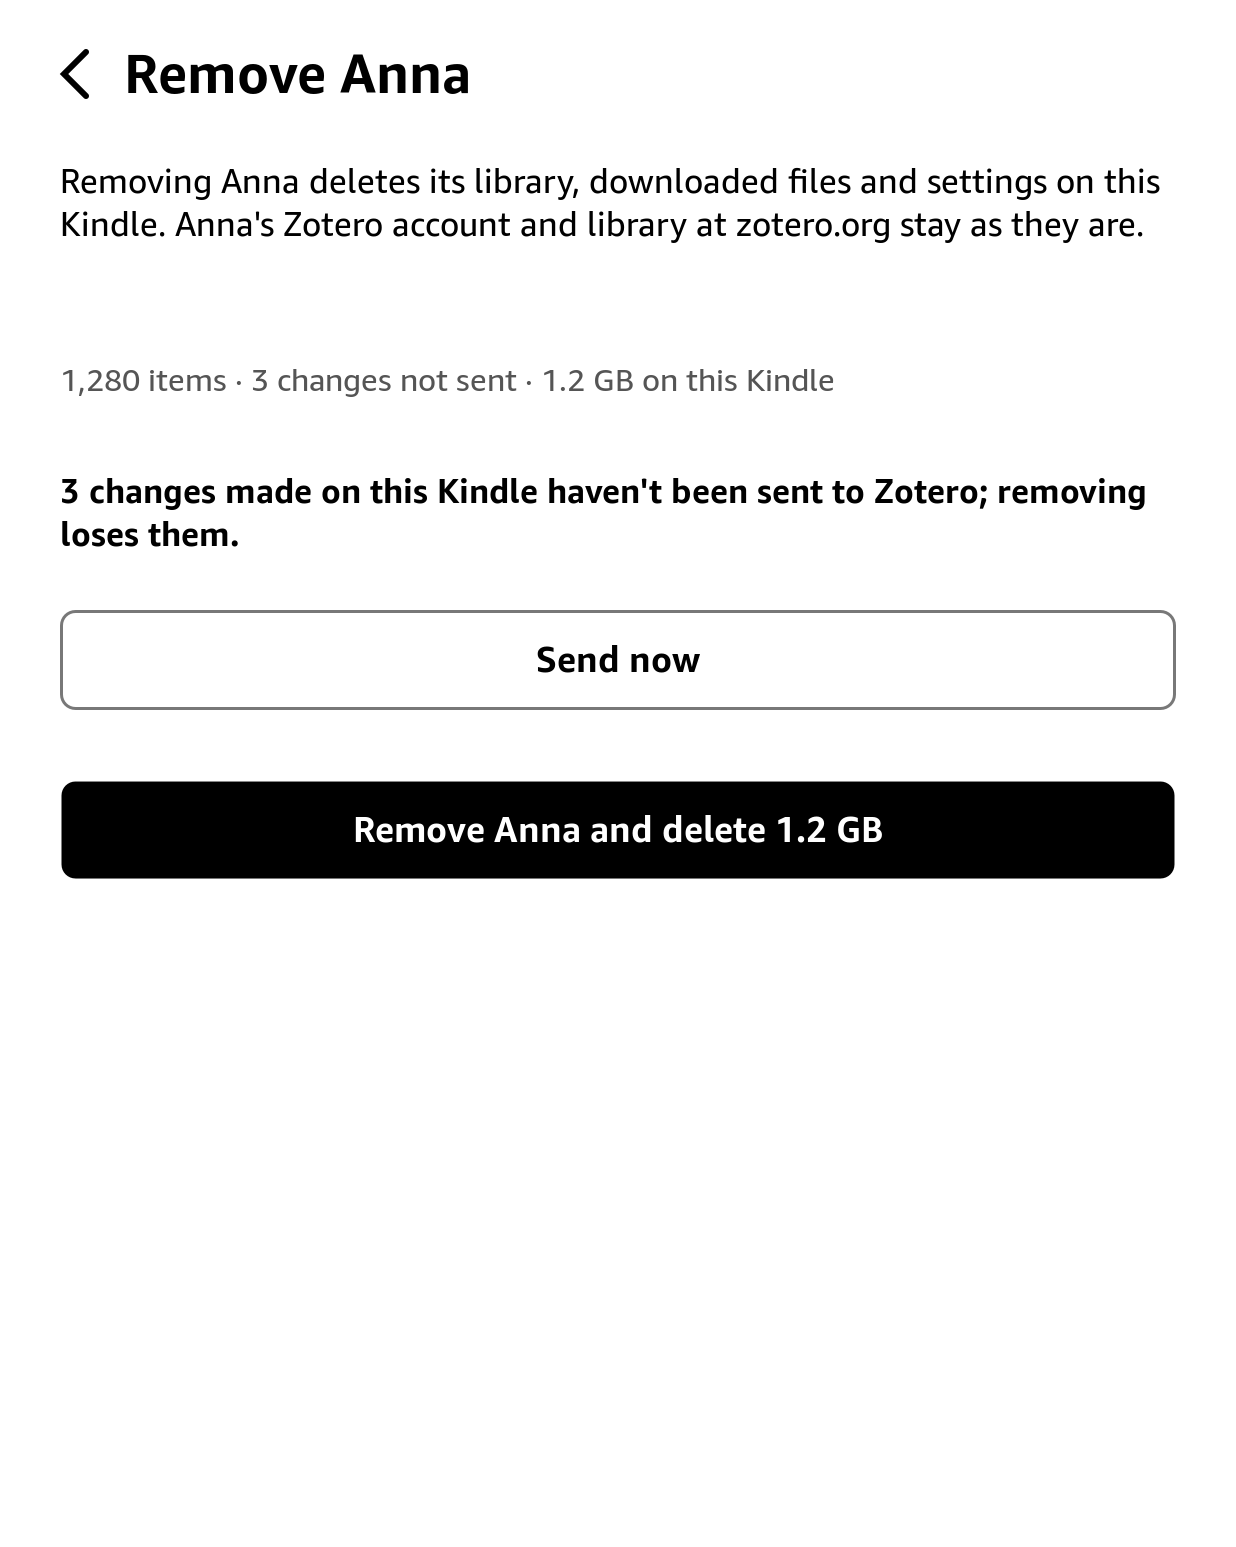 Remove Anna
Removing Anna deletes its library, downloaded files and settings on this
Kindle. Anna's Zotero account and library at zotero.org stay as they are.
1,280 items · 3 changes not sent · 1.2 GB on this Kindle
3 changes made on this Kindle haven't been sent to Zotero; removing
loses them.
Send now
Remove Anna and delete 1.2 GB